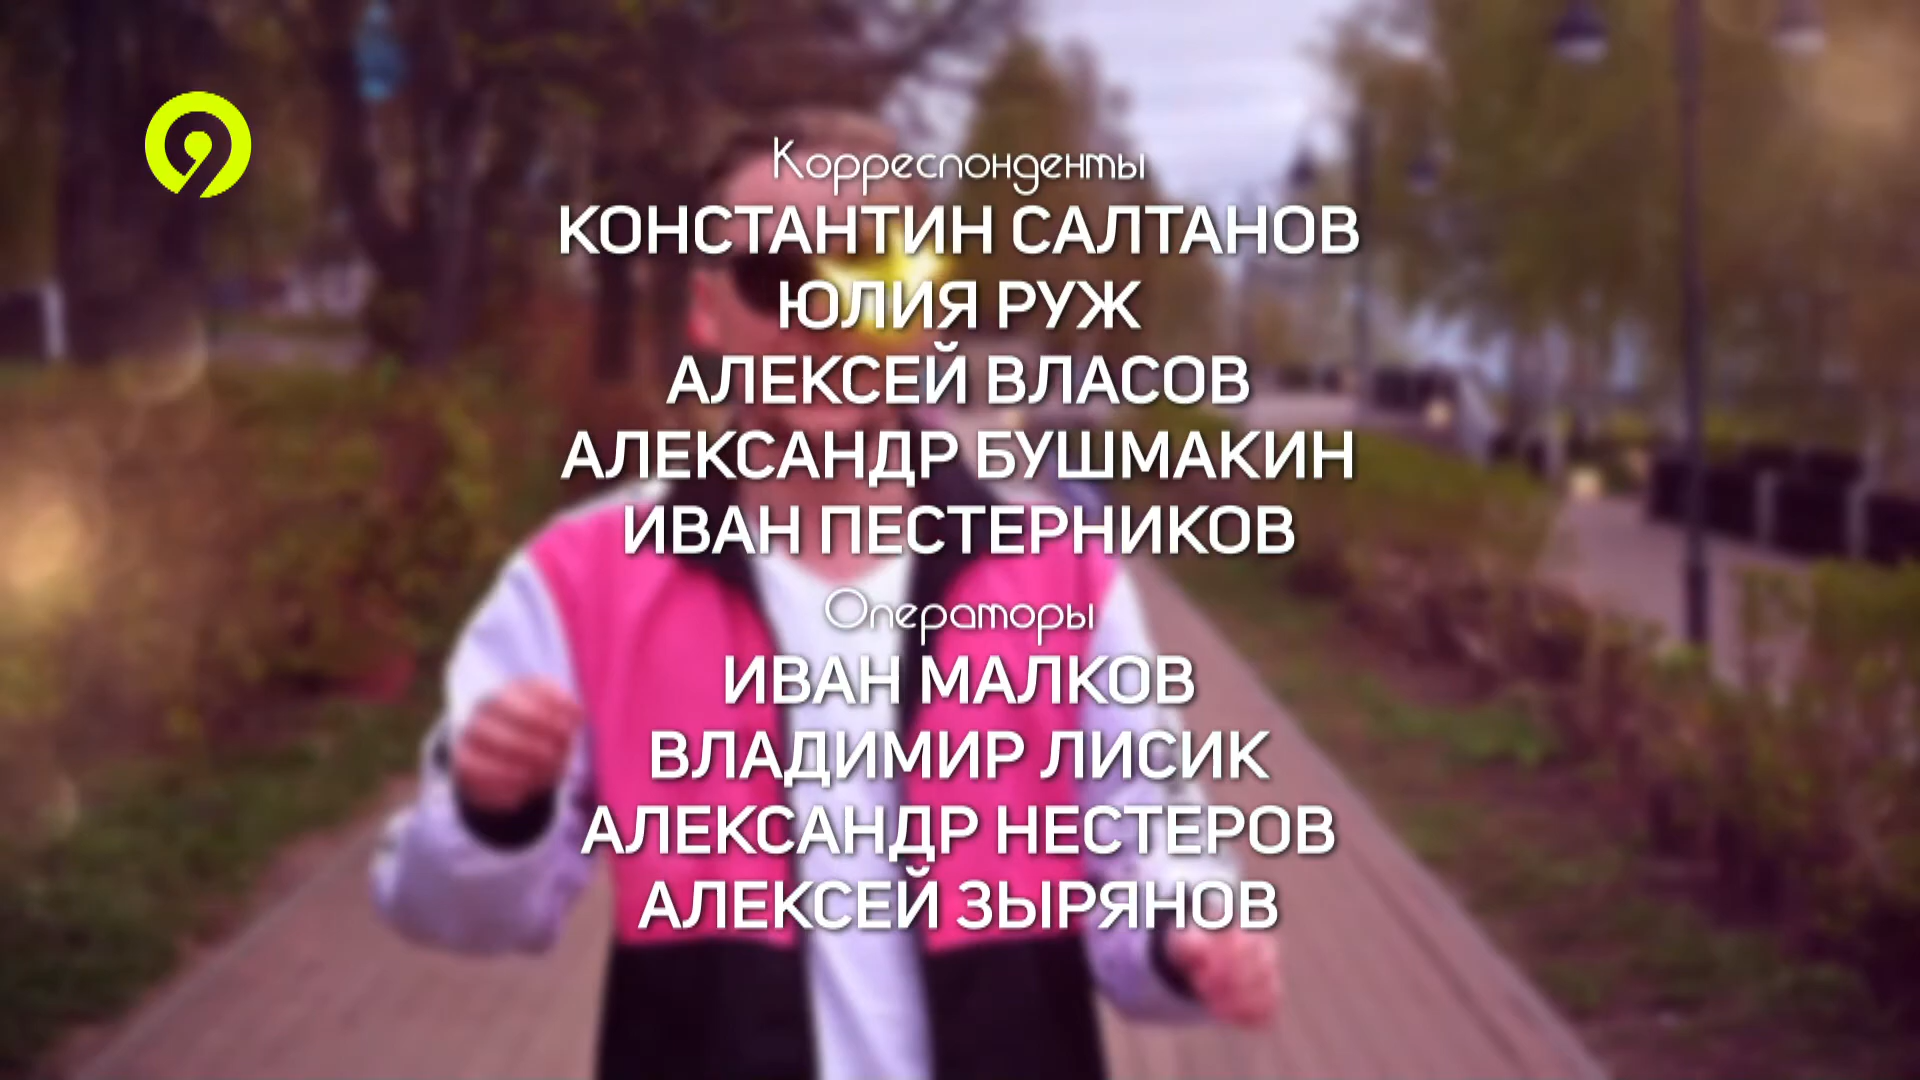 Корреспонденты
КОНСТАНТИН САЛТАНОВ
ЮЛИЯ РУЖ
АЛЕКСЕЙ ВЛАСОВ
АЛЕКСАНДР БУШМАКИН
ИВАН ПЕСТЕРНИКОВ
Операторы
ИВАН МАЛКОВ
ВЛАДИМИР ЛИСИК
АЛЕКСАНДР НЕСТЕРОВ
АЛЕКСЕЙ ЗЫРЯНОВ